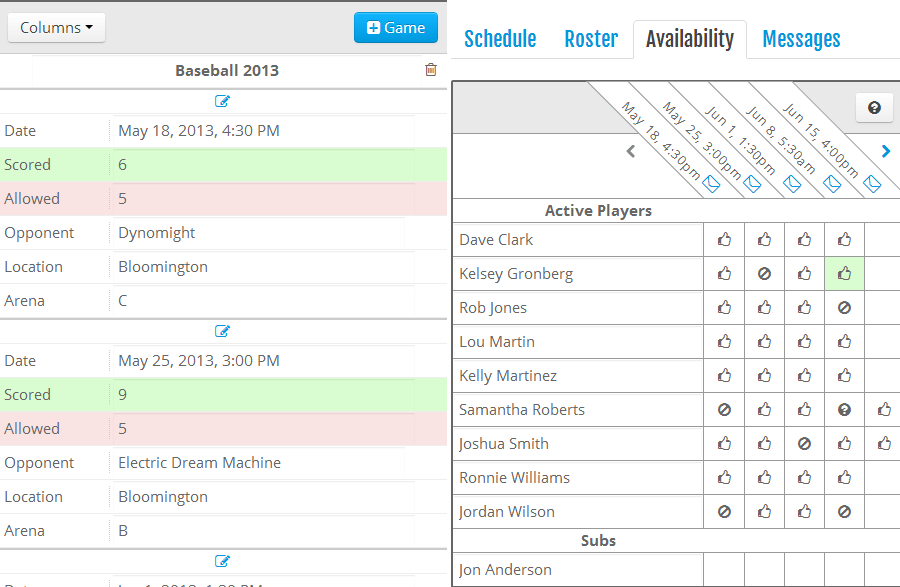 Columns
Game
Baseball 2013
Date May 18, 2013, 4:30 PM
Scored 6
Allowed 5
Opponent Dynomight
Location Bloomington
Arena C
Date May 25, 2013, 3:00 PM
Scored 9
Allowed 5
Opponent Electric Dream Machine
Location Bloomington
Arena B
Schedule Roster Availability Messages
May 18, 4:30pm
May 25, 3:00pm
Jun 1, 1:30pm
Jun 8, 5:30am
Jun 15, 4:00pm
Active Players
Dave Clark
Kelsey Gronberg
Rob Jones
Lou Martin
Kelly Martinez
Samantha Roberts
Joshua Smith
Ronnie Williams
Jordan Wilson
Subs
Jon Anderson